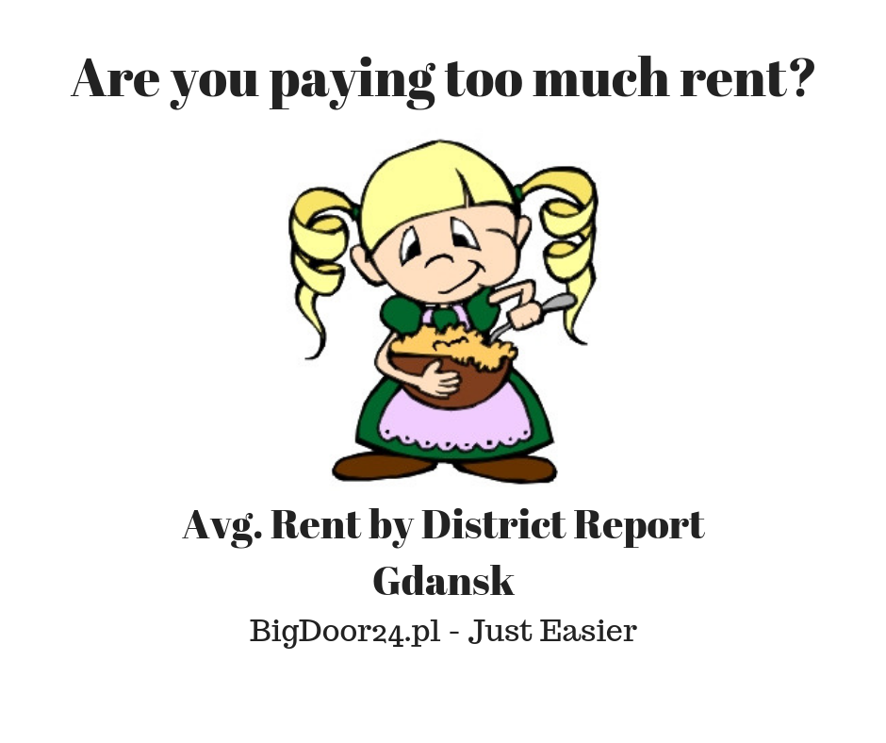 Are you paying too much rent?
Avg. Rent by District Report
Gdansk
BigDoor24.pl - Just Easier